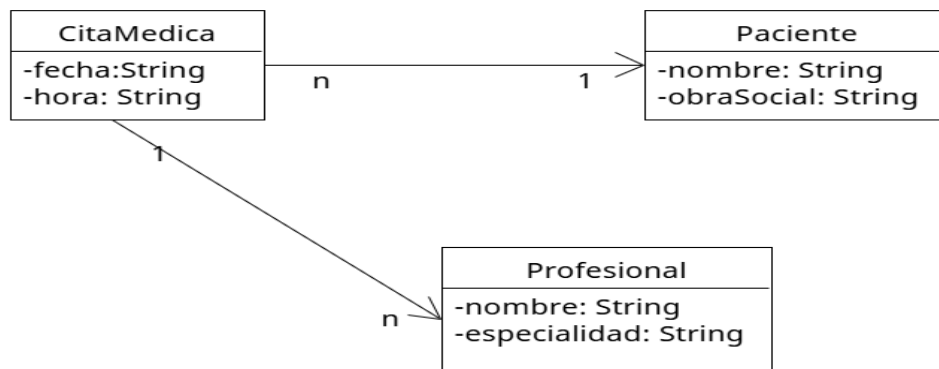 CitaMedica
-fecha:String
-hora: String
n
1
Paciente
-nombre: String
-obraSocial: String
1
n
Profesional
-nombre: String
-especialidad: String